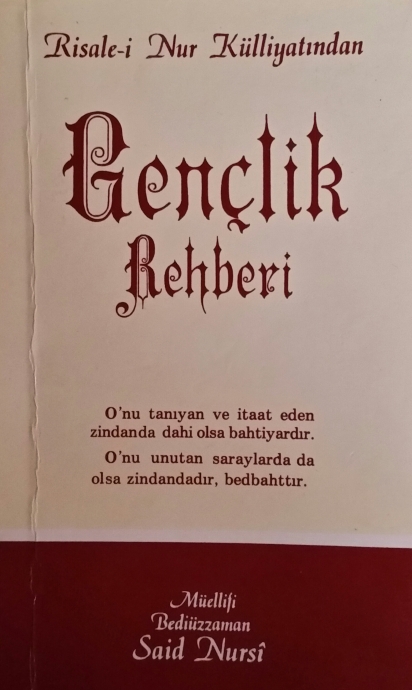 Risale-i Nur Külliyatından
Gençlik
Rehberi
O'nu tanıyan ve itaat eden
zindanda dahi olsa bahtiyardır.
O'nu unutan saraylarda da
olsa zindandadır, bedbahttır.
Müellifi
Bediüzzaman
Said Nursî